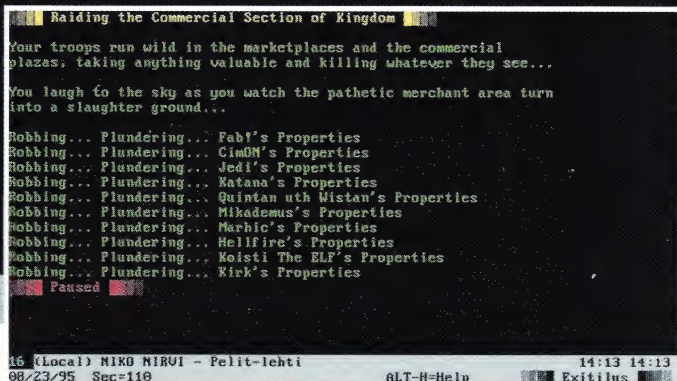 Raiding the Commercial Section of Kingdom
Your troops run wild in the marketplaces and the commercial
plazas, taking anything valuable and killing whatever they see...
You laugh to the sky as you watch the pathetic merchant area turn
into a slaughter ground...
Robbing... Plundering... Fab!'s Properties
Robbing... Plundering... CimOM's Properties
Robbing... Plundering... Jedi's Properties
Robbing... Plundering... Katana's Properties
Robbing... Plundering... Quintan uth Wistan's Properties
Robbing... Plundering... Mikademus's Properties
Robbing... Plundering... Marhic's Properties
Robbing... Plundering... Hellfire's Properties
Robbing... Plundering... Koisti The ELF's Properties
Robbing... Plundering... Kirk's Properties
Paused
16 (Local) NIKO NIRVI - Pelit-lehti 14:13 14:13
08/23/95 Sec=110 ALT-H=Help Exitilus